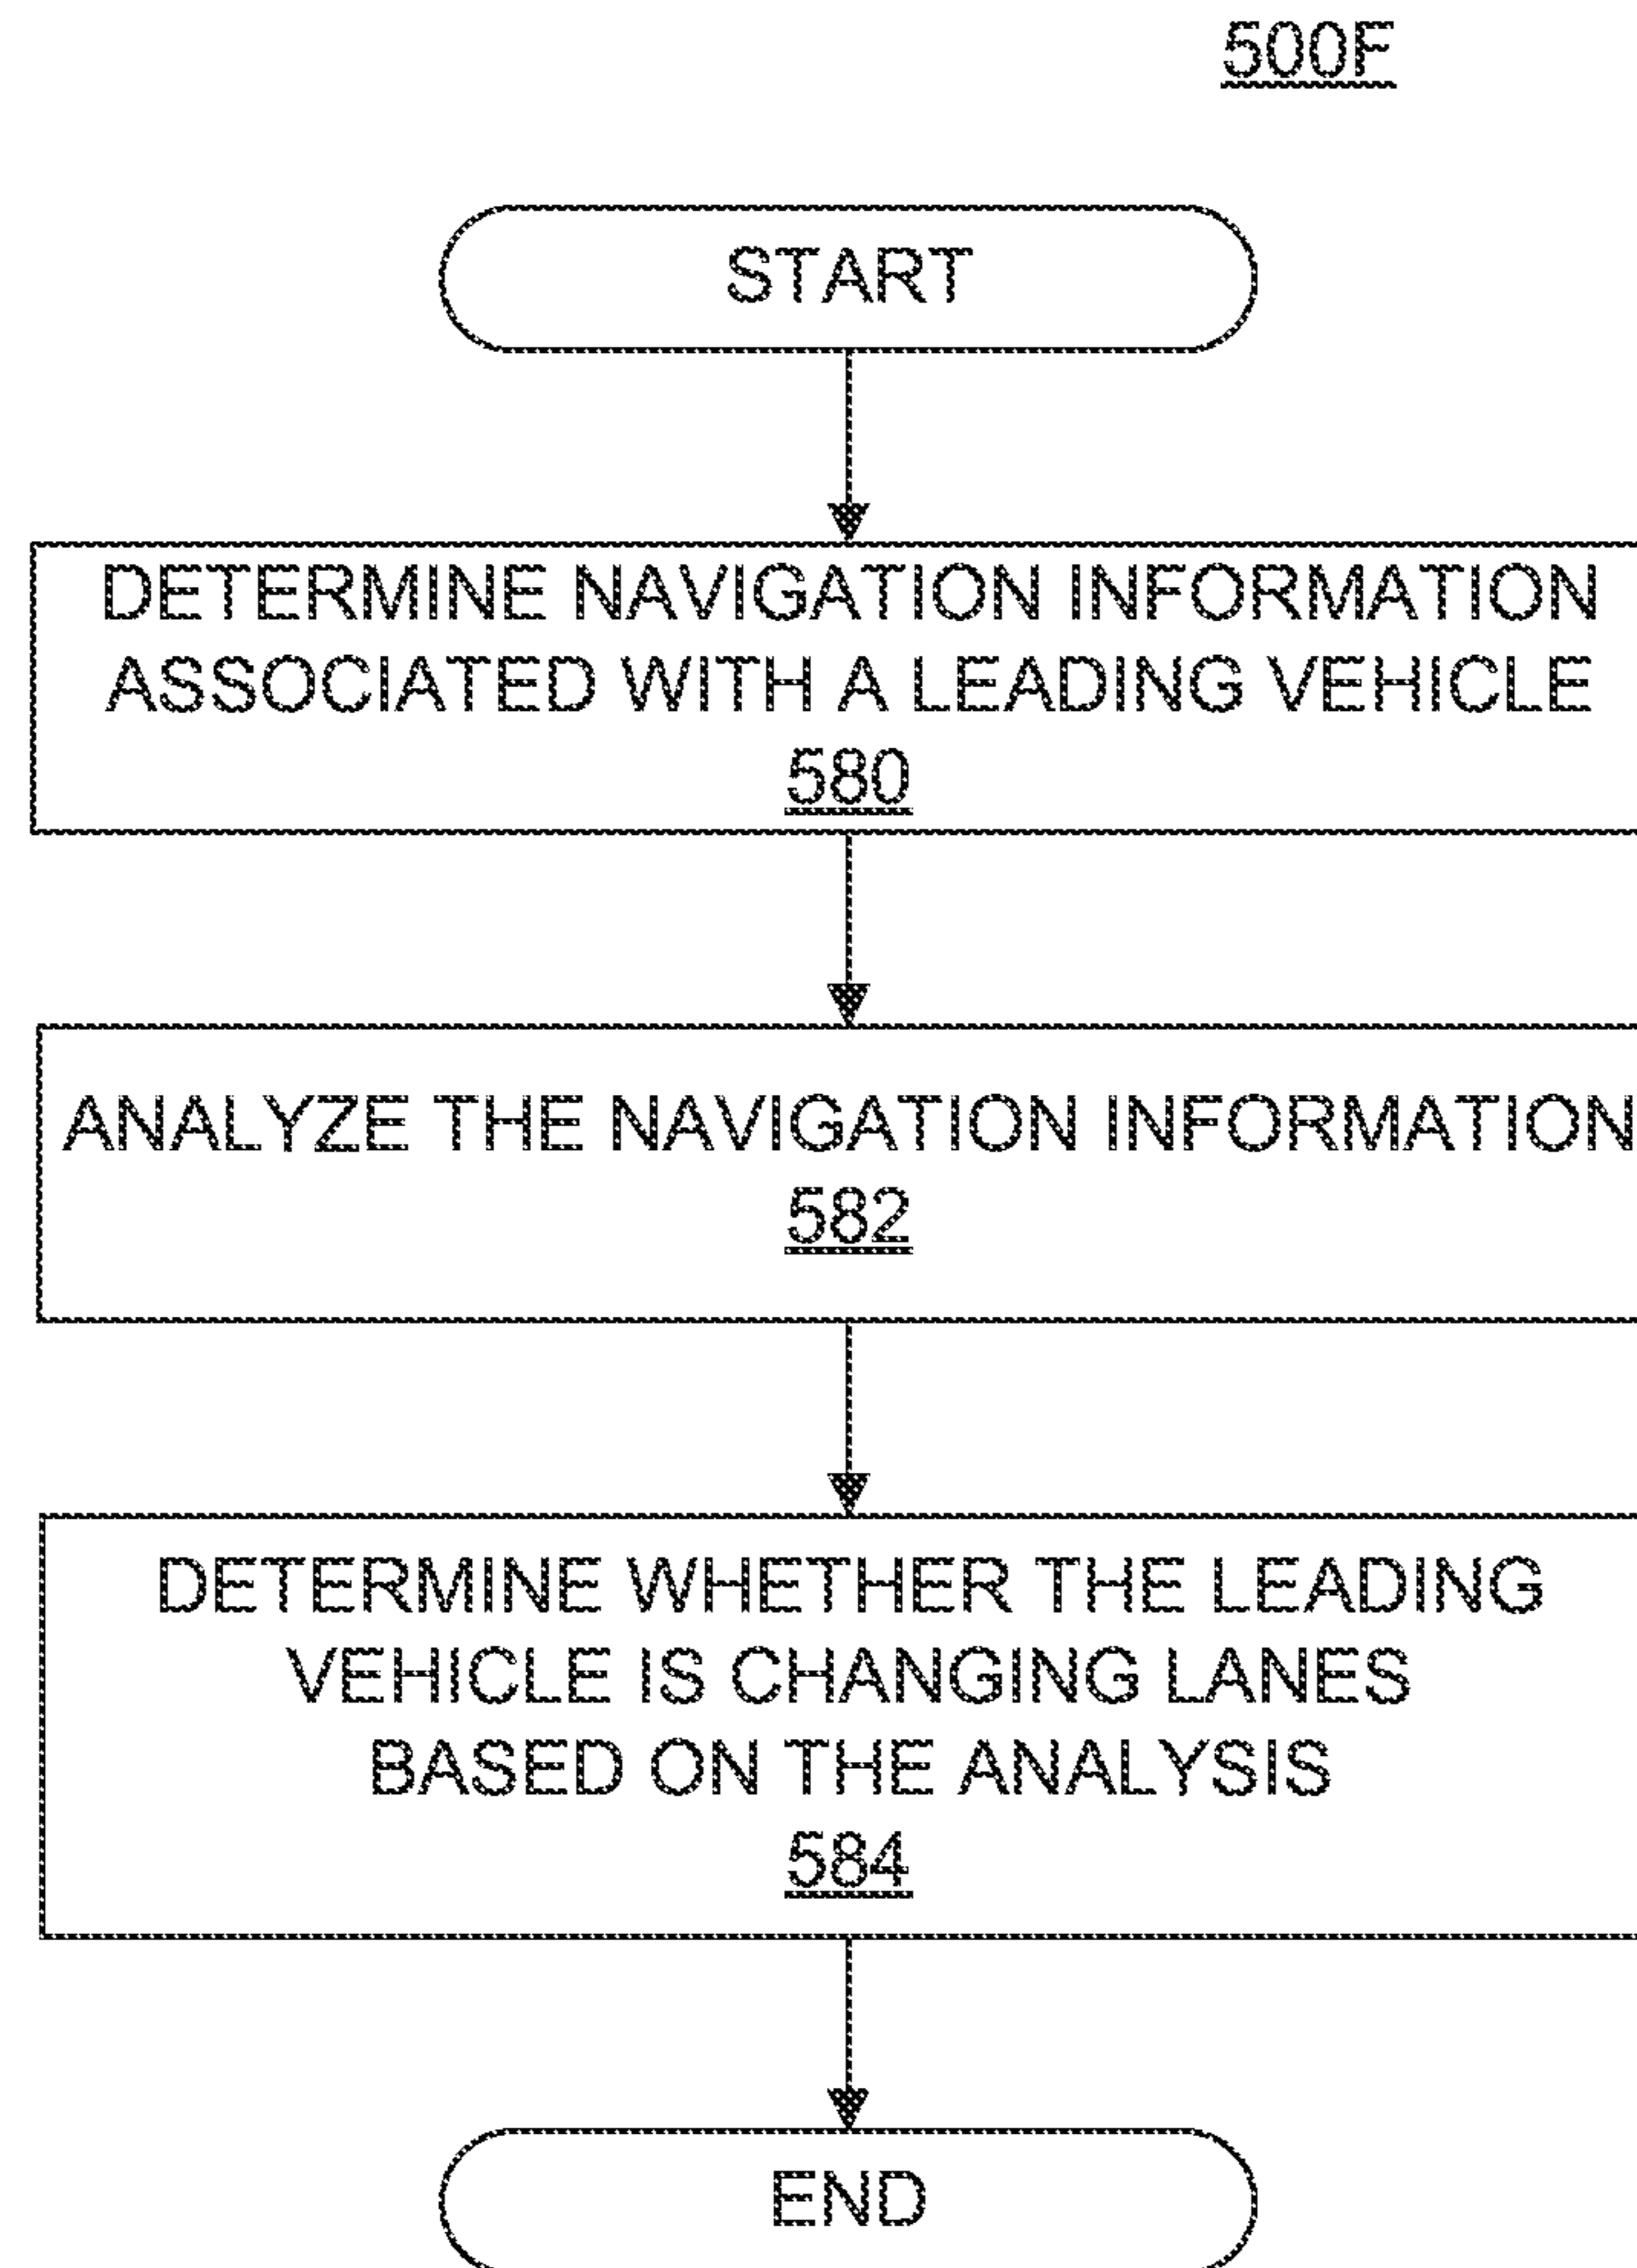 500F
START
DETERMINE NAVIGATION INFORMATION
ASSOCIATED WITH A LEADING VEHICLE
580
ANALYZE THE NAVIGATION INFORMATION
582
DETERMINE WHETHER THE LEADING
VEHICLE IS CHANGING LANES
BASED ON THE ANALYSIS
584
END